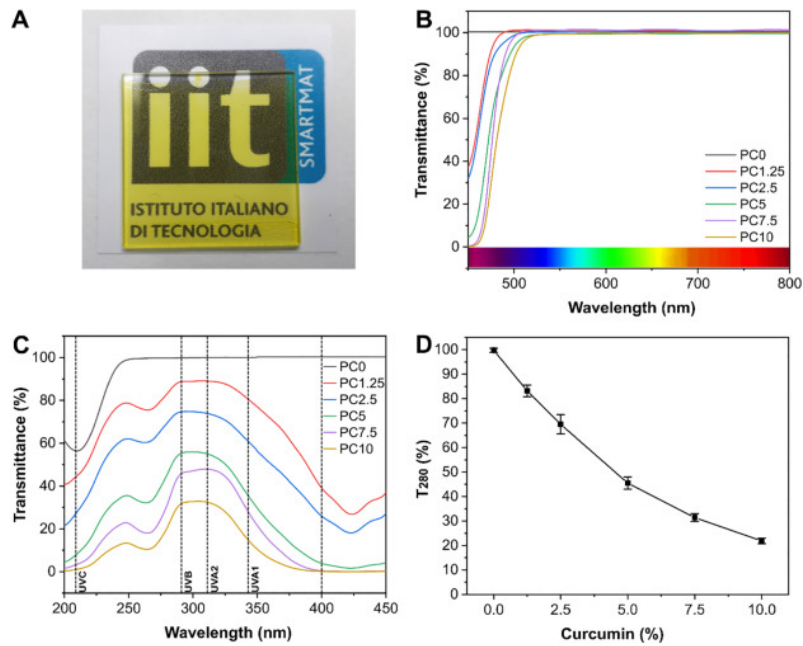 A
iit
SMARTMAT
ISTITUTO ITALIANO
DI TECNOLOGIA
B
Transmittance (%)
100
80
60
40
20
0
PC0
PC1.25
PC2.5
PC5
PC7.5
PC10
500
600
700
800
Wavelength (nm)
C
Transmittance (%)
100
80
60
40
20
0
PC0
PC1.25
PC2.5
PC5
PC7.5
PC10
UVC
UVB
UVA2
UVA1
200
250
300
350
400
450
Wavelength (nm)
D
T280 (%)
100
90
80
70
60
50
40
30
20
10
0
0.0
2.5
5.0
7.5
10.0
Curcumin (%)